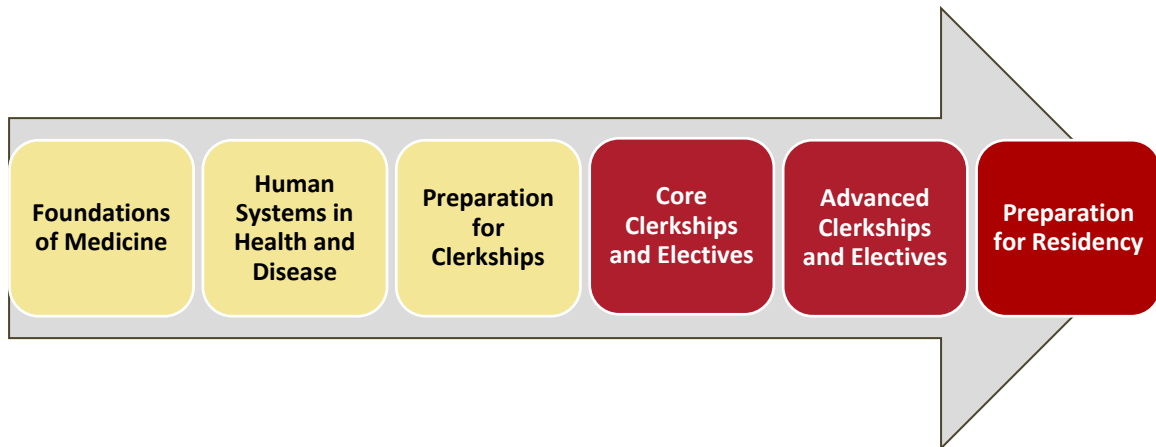 Foundations
of Medicine
Human
Systems in
Health and
Disease
Preparation
for
Clerkships
Core
Clerkships
and Electives
Advanced
Clerkships
and Electives
Preparation
for Residency